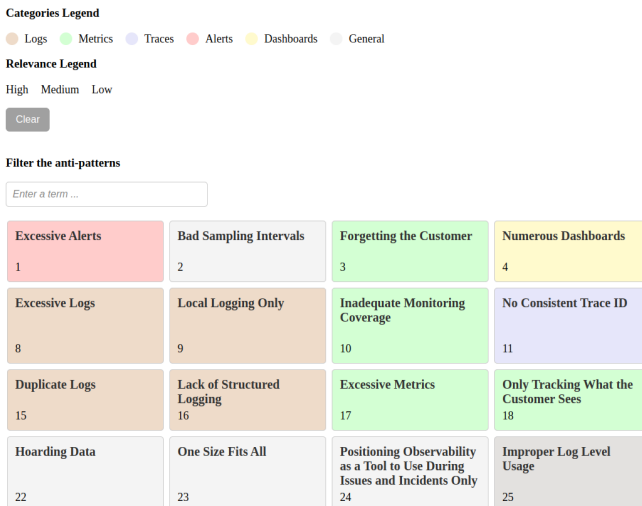 Categories Legend
Logs Metrics Traces Alerts Dashboards General
Relevance Legend
High Medium Low
Clear
Filter the anti-patterns
Enter a term ...
Excessive Alerts
1
Bad Sampling Intervals
2
Forgetting the Customer
3
Numerous Dashboards
4
Excessive Logs
8
Local Logging Only
9
Inadequate Monitoring
Coverage
10
No Consistent Trace ID
11
Duplicate Logs
15
Lack of Structured
Logging
16
Excessive Metrics
17
Only Tracking What the
Customer Sees
18
Hoarding Data
22
One Size Fits All
23
Positioning Observability
as a Tool to Use During
Issues and Incidents Only
24
Improper Log Level
Usage
25